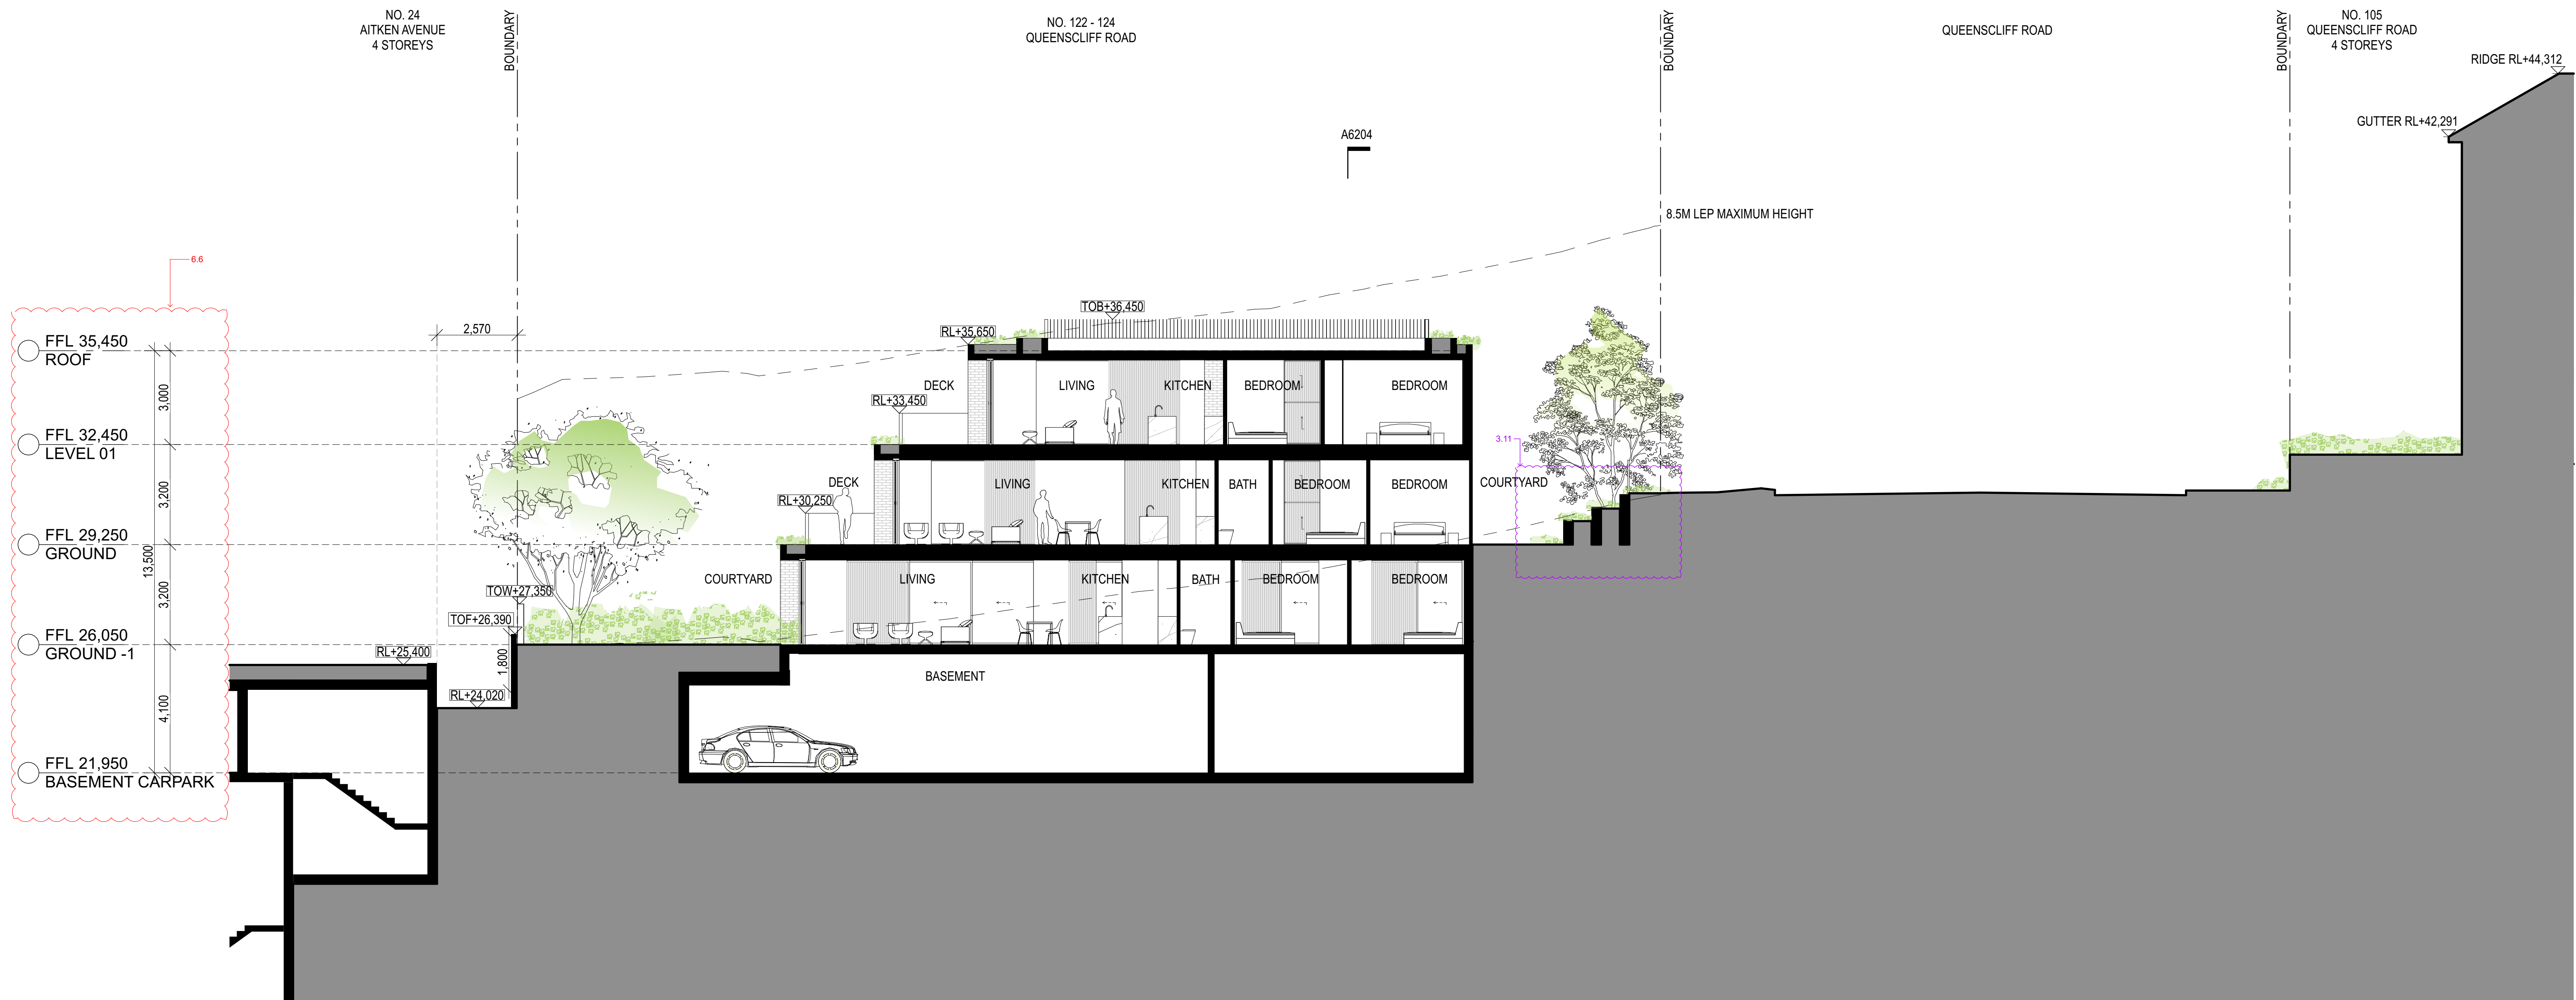 NO. 24
AITKEN AVENUE
4 STOREYS
BOUNDARY
NO. 122 - 124
QUEENSCLIFF ROAD
BOUNDARY
QUEENSCLIFF ROAD
BOUNDARY
NO. 105
QUEENSCLIFF ROAD
4 STOREYS
RIDGE RL+44,312
GUTTER RL+42,291
A6204
8.5M LEP MAXIMUM HEIGHT
6.6
TOB+36,450
2,570
RL+35,650
FFL 35,450
ROOF
3,000
DECK
LIVING
KITCHEN
BEDROOM
BEDROOM
RL+33,450
FFL 32,450
LEVEL 01
3.11
3,200
DECK
LIVING
KITCHEN
BATH
BEDROOM
BEDROOM
COURTYARD
RL+30,250
FFL 29,250
GROUND
13,500
3,200
COURTYARD
LIVING
KITCHEN
BATH
BEDROOM
BEDROOM
TOW+27,350
TOF+26,390
FFL 26,050
GROUND -1
RL+25,400
1,800
BASEMENT
RL+24,020
4,100
FFL 21,950
BASEMENT CARPARK